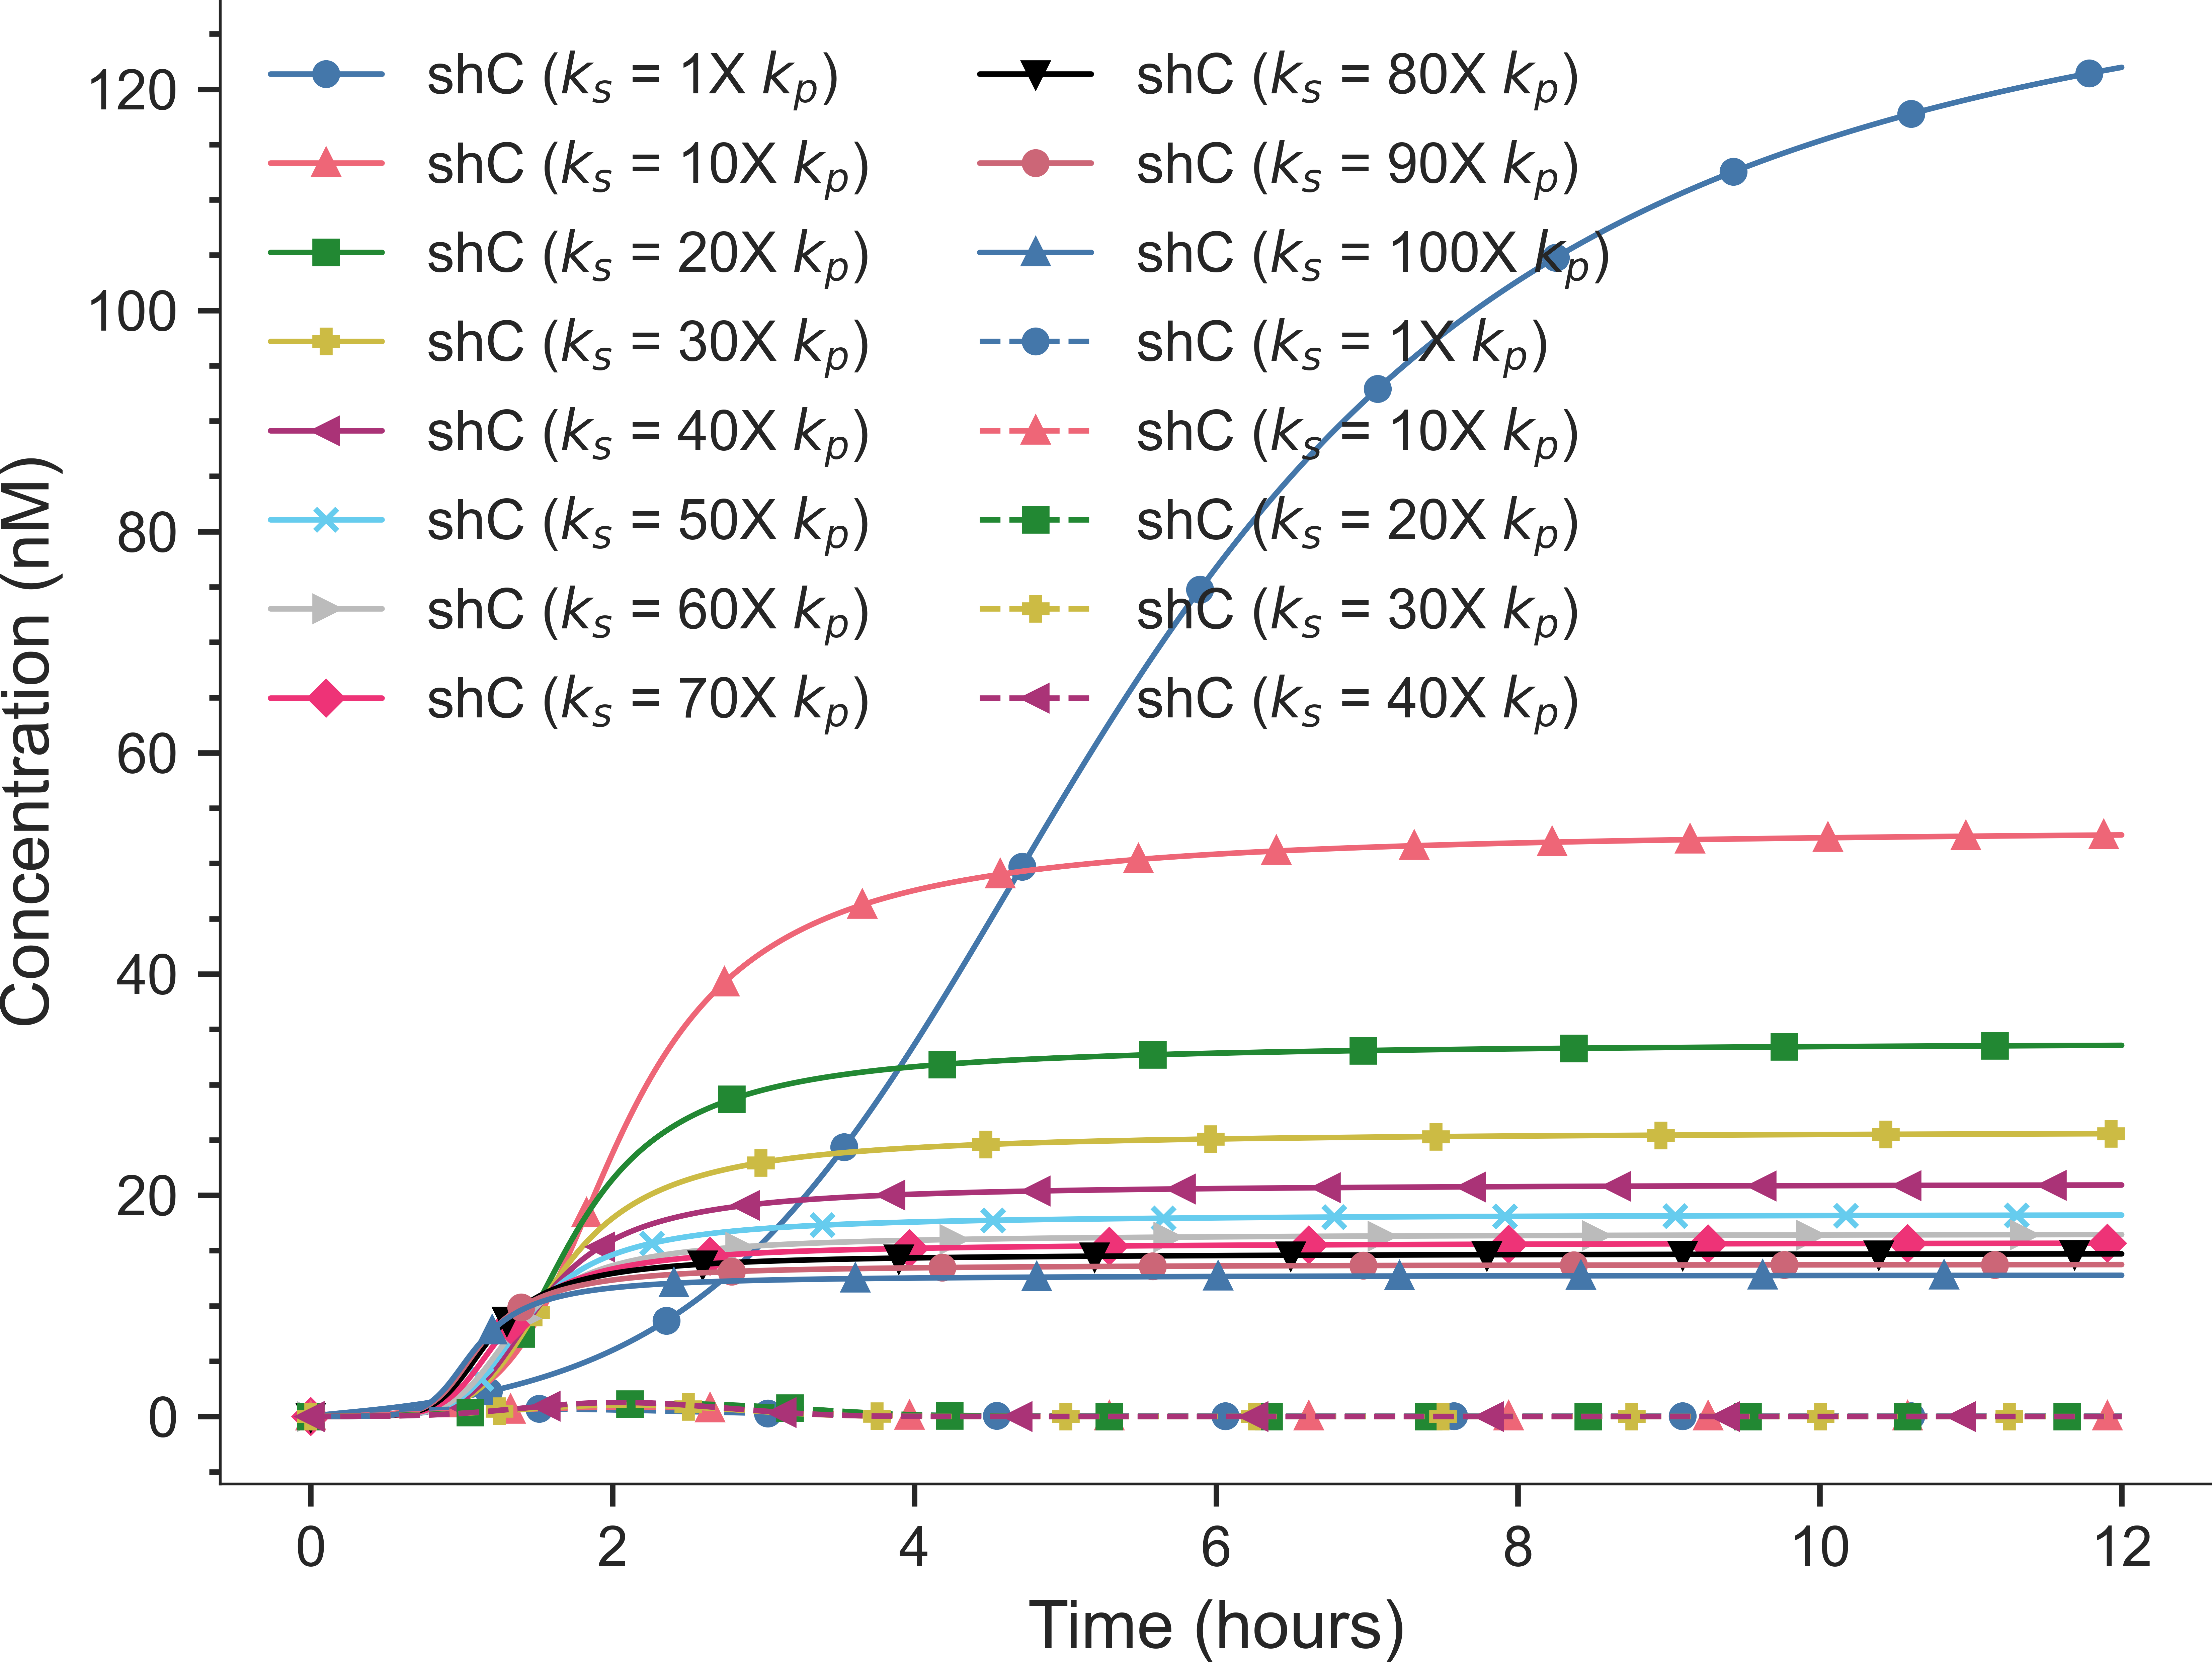 shC (ks = 1X kp)
shC (ks = 10X kp)
shC (ks = 20X kp)
shC (ks = 30X kp)
shC (ks = 40X kp)
shC (ks = 50X kp)
shC (ks = 60X kp)
shC (ks = 70X kp)
shC (ks = 80X kp)
shC (ks = 90X kp)
shC (ks = 100X kp)
shC (ks = 1X kp)
shC (ks = 10X kp)
shC (ks = 20X kp)
shC (ks = 30X kp)
shC (ks = 40X kp)
Concentration (nM)
120
100
80
60
40
20
0
0 2 4 6 8 10 12
Time (hours)